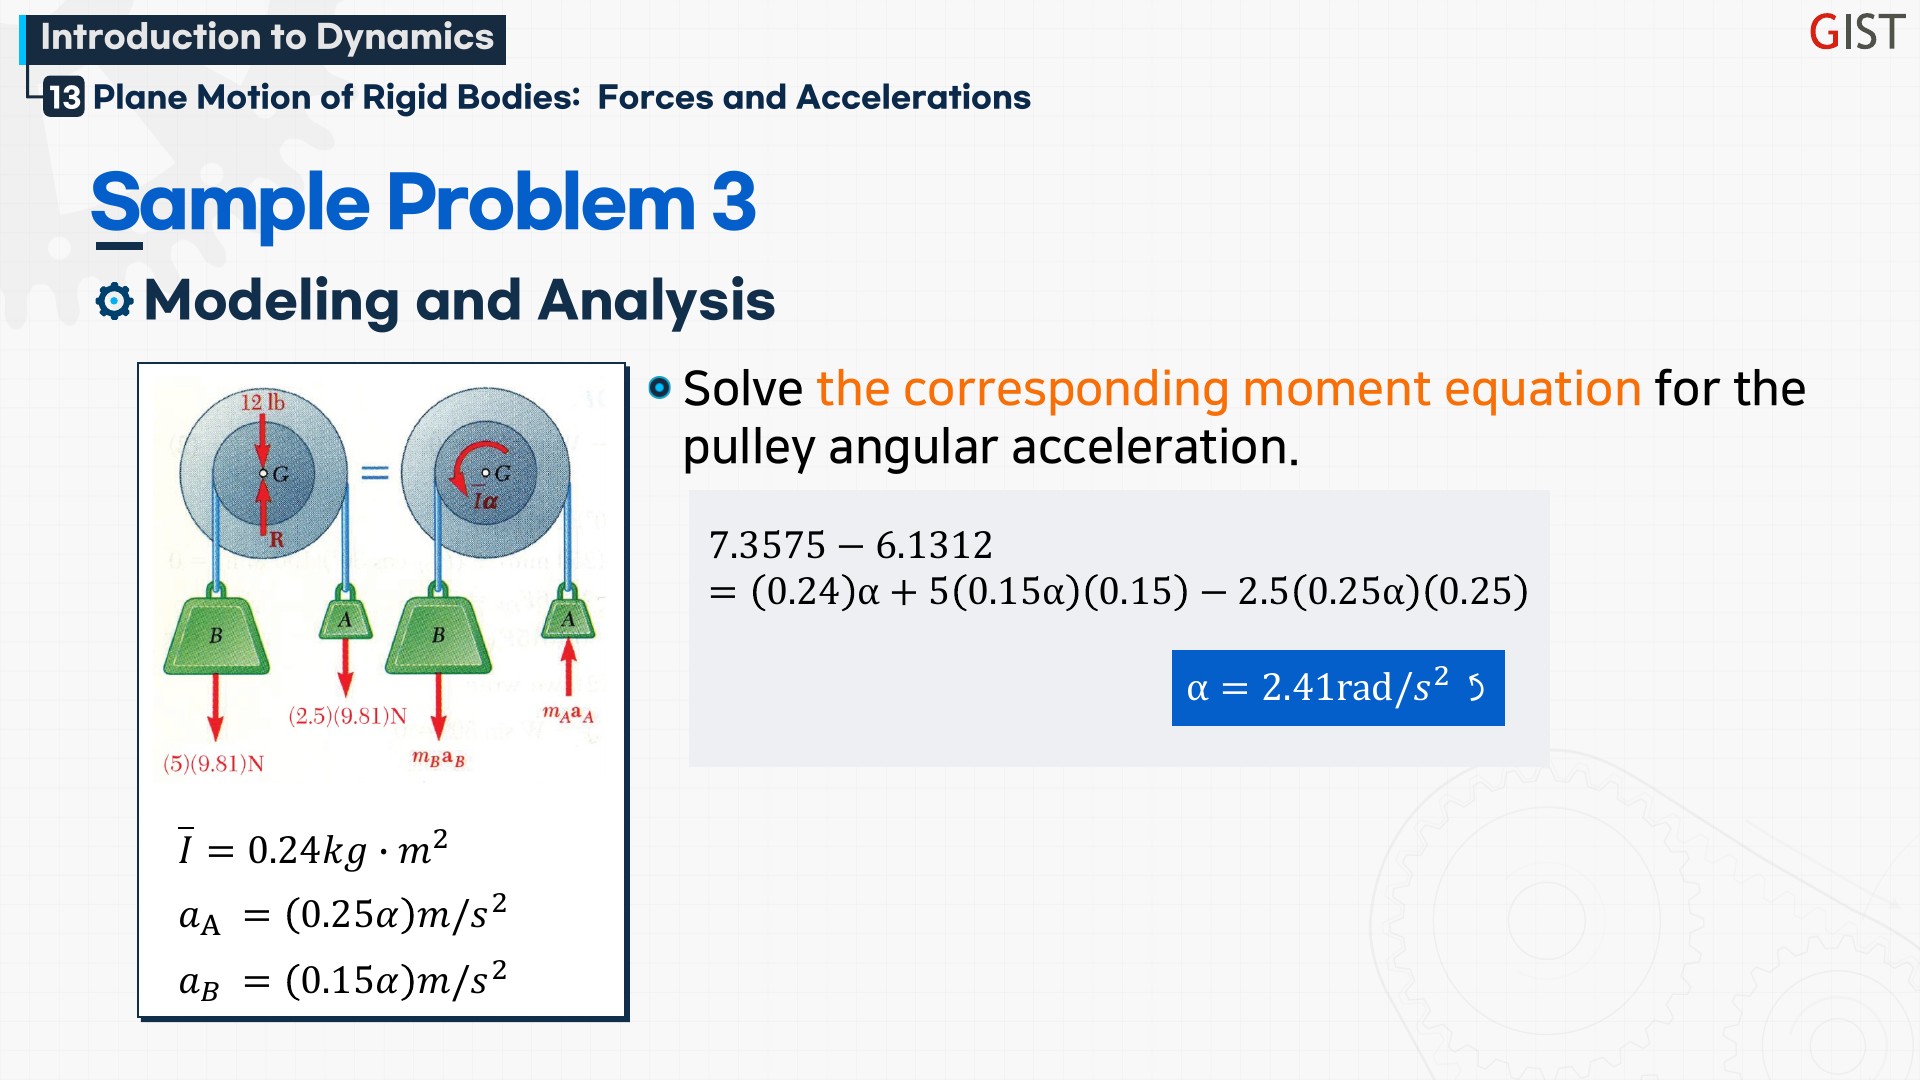 Introduction to Dynamics
GIST
13 Plane Motion of Rigid Bodies: Forces and Accelerations
Sample Problem 3
Modeling and Analysis
Solve the corresponding moment equation for the
pulley angular acceleration.
7.3575 − 6.1312
= (0.24)α + 5(0.15α)(0.15) − 2.5(0.25α)(0.25)
α = 2.41rad/s² ↺
12 lb
G
R
=
G
Īα
B
A
B
A
(2.5)(9.81)N
m_A a_A
(5)(9.81)N
m_B a_B
Ī = 0.24kg · m²
a_A = (0.25α)m/s²
a_B = (0.15α)m/s²